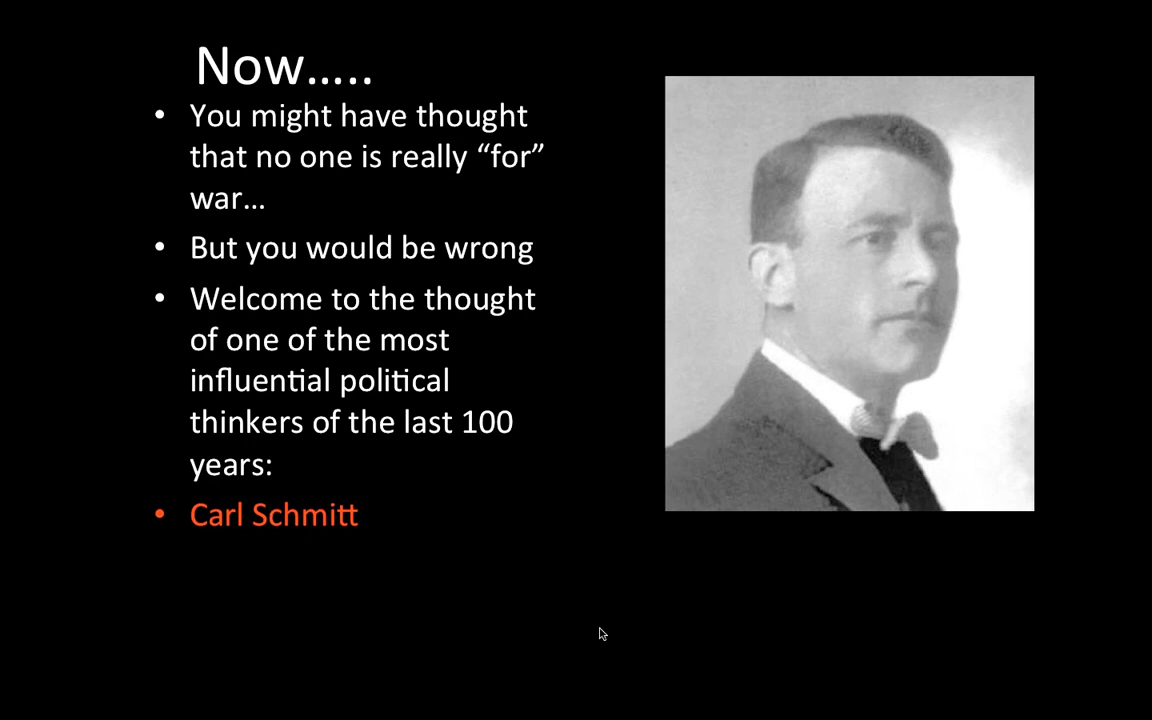 Now…..
• You might have thought
that no one is really “for”
war…
• But you would be wrong
• Welcome to the thought
of one of the most
influential political
thinkers of the last 100
years:
• Carl Schmitt